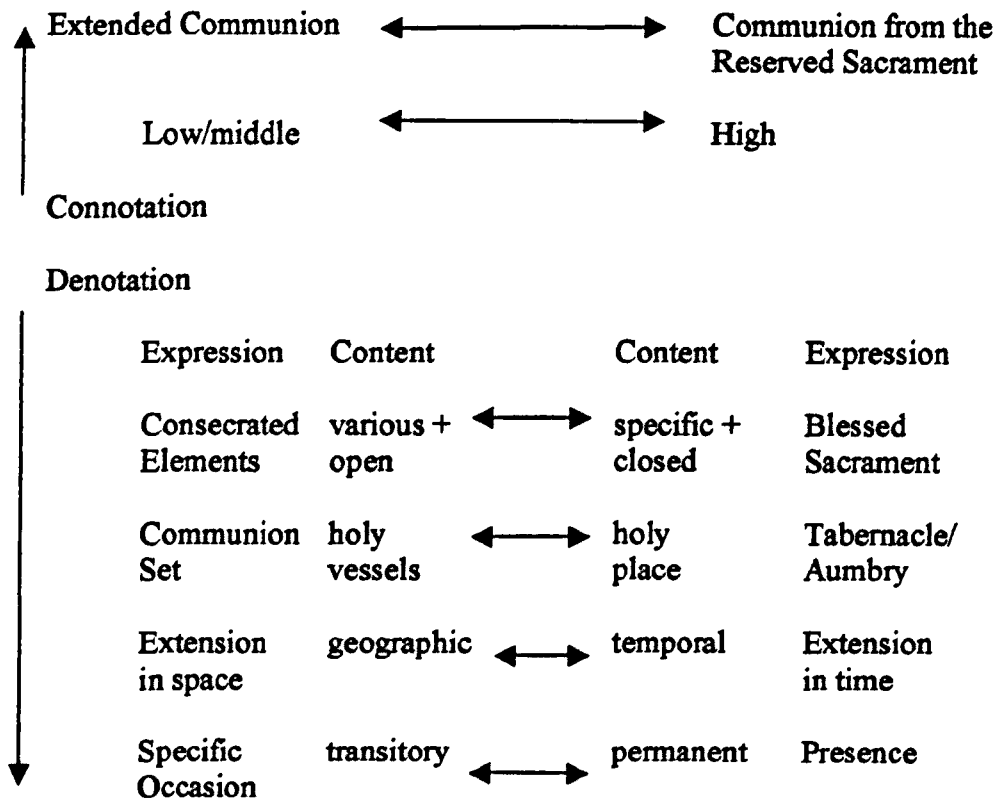 Extended Communion Communion from the
Reserved Sacrament
Low/middle High
Connotation
Denotation
Expression Content Content Expression
Consecrated various + specific + Blessed
Elements open closed Sacrament
Communion holy holy Tabernacle/
Set vessels place Aumbry
Extension geographic temporal Extension
in space in time
Specific transitory permanent Presence
Occasion